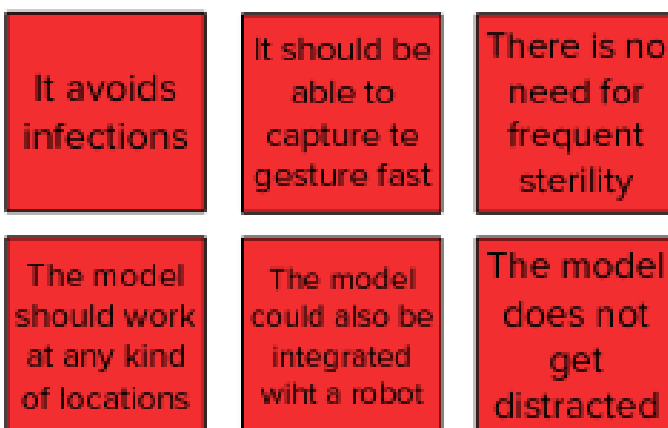 It avoids
infections
It should be
able to
capture te
gesture fast
There is no
need for
frequent
sterility
The model
should work
at any kind
of locations
The model
could also be
integrated
wiht a robot
The model
does not
get
distracted